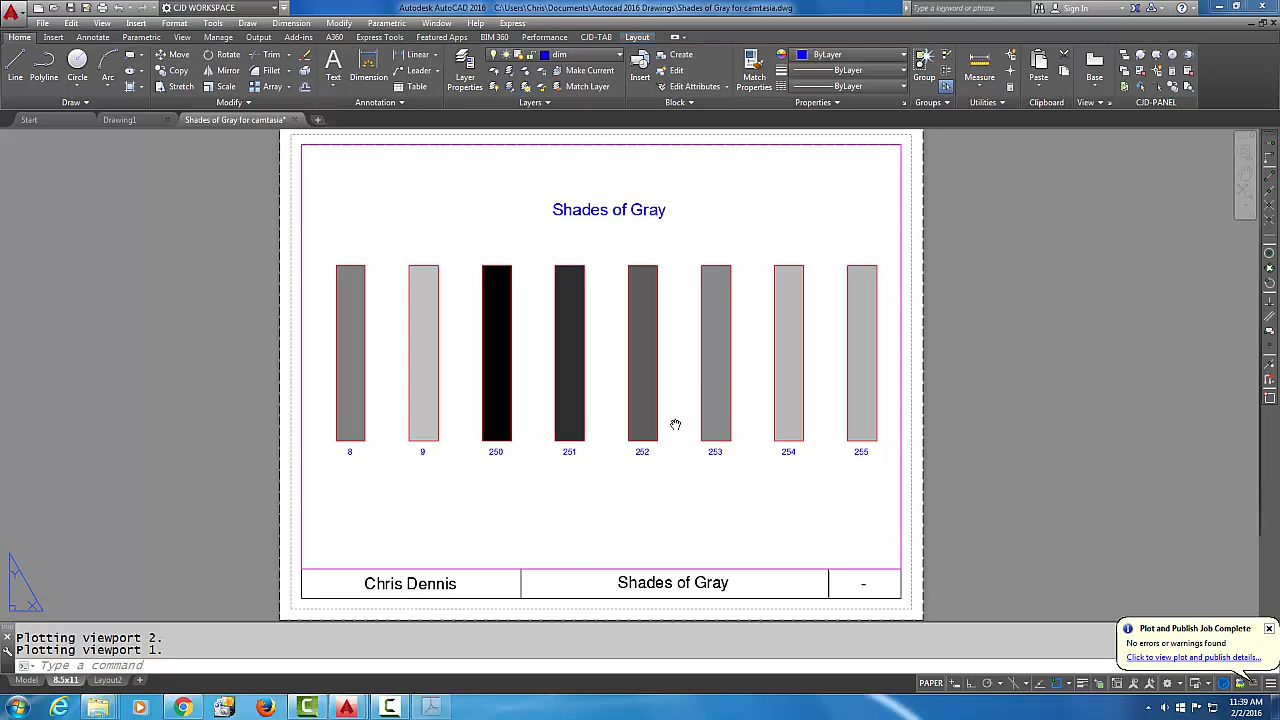 Autodesk AutoCAD 2016 C:\Users\Chris\Documents\Autocad 2016 Drawings\Shades of Gray for camtasia.dwg
CJD WORKSPACE
Type a keyword or phrase
Sign In
File Edit View Insert Format Tools Draw Dimension Modify Parametric Window Help Express
Home Insert Annotate Parametric View Manage Output Add-ins A360 Express Tools Featured Apps BIM 360 Performance CJD-TAB Layout
Line Polyline Circle Arc
Move Rotate Trim
Copy Mirror Fillet
Stretch Scale Array
Text Dimension
Linear
Leader
Table
Layer Properties
dim
Make Current
Match Layer
Insert
Create
Edit
Edit Attributes
Match Properties
ByLayer
ByLayer
ByLayer
Group
Measure
Paste
Base
Draw Modify Annotation Layers Block Properties Groups Utilities Clipboard View CJD-PANEL
Start Drawing1 Shades of Gray for camtasia*
Shades of Gray
8 9 250 251 252 253 254 255
Chris Dennis Shades of Gray -
Y
X
Plotting viewport 2.
Plotting viewport 1.
Type a command
Plot and Publish Job Complete
No errors or warnings found
Click to view plot and publish details...
Model 8.5x11 Layout2
PAPER
11:39 AM
2/2/2016